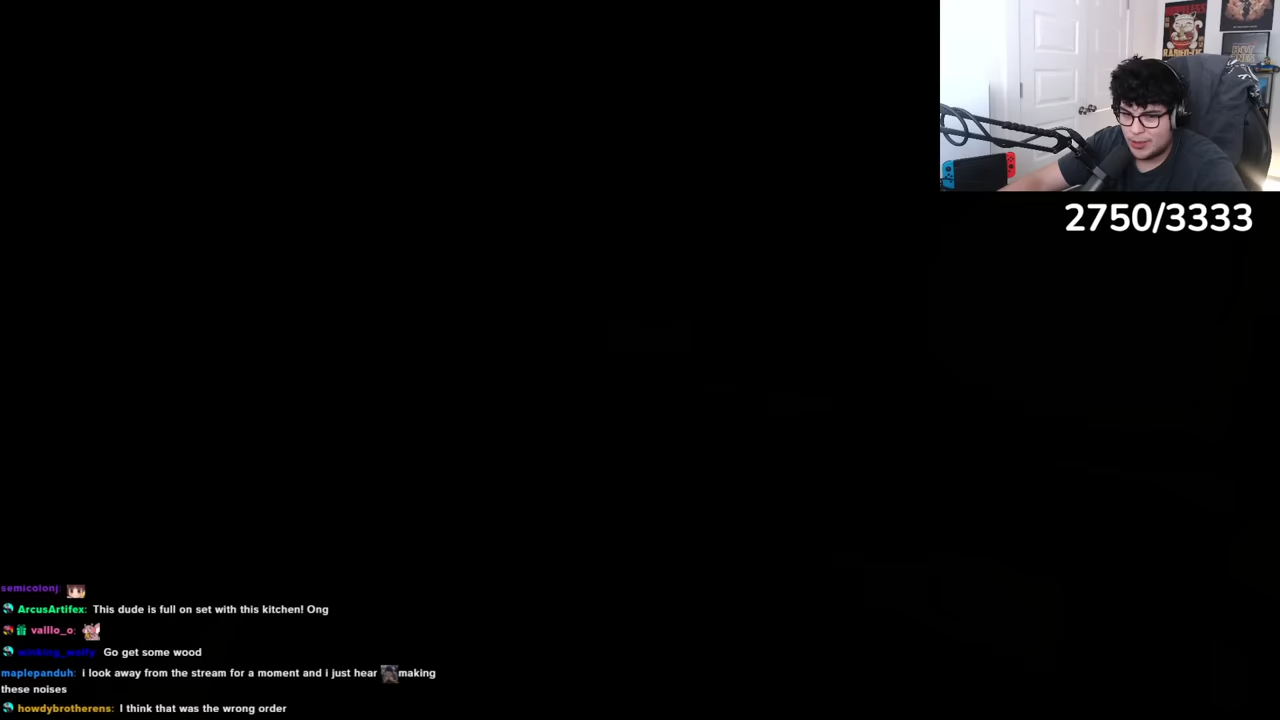 2750/3333
semicolonj:
ArcusArtifex: This dude is full on set with this kitchen! Ong
valllo_o:
winking_wolfy: Go get some wood
maplepanduh: i look away from the stream for a moment and i just hear making
these noises
howdybrotherens: I think that was the wrong order